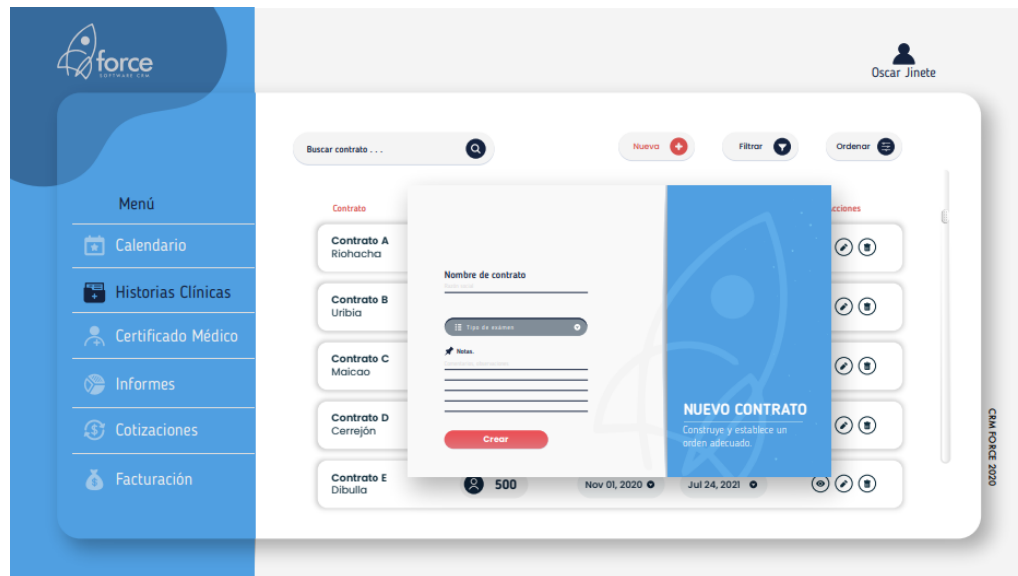 force
SOFTWARE CRM
Oscar Jinete
Buscar contrato . . .
Nueva
Filtrar
Ordenar
Menú
Calendario
Historias Clínicas
Certificado Médico
Informes
Cotizaciones
Facturación
Contrato
cciones
Contrato A
Riohacha
Contrato B
Uribia
Contrato C
Maicao
Contrato D
Cerrejón
Contrato E
Dibulla
500
Nov 01, 2020
Jul 24, 2021
Nombre de contrato
Tipo de exámen
Notas.
Crear
NUEVO CONTRATO
Construye y establece un
orden adecuado.
CRM FORCE 2020